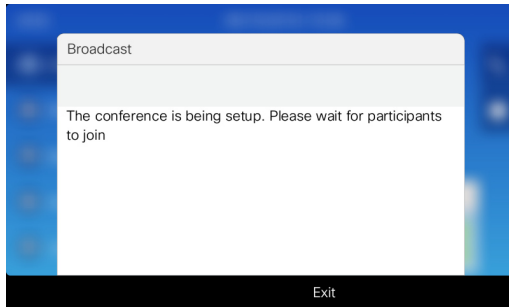 Broadcast
The conference is being setup. Please wait for participants
to join
Exit